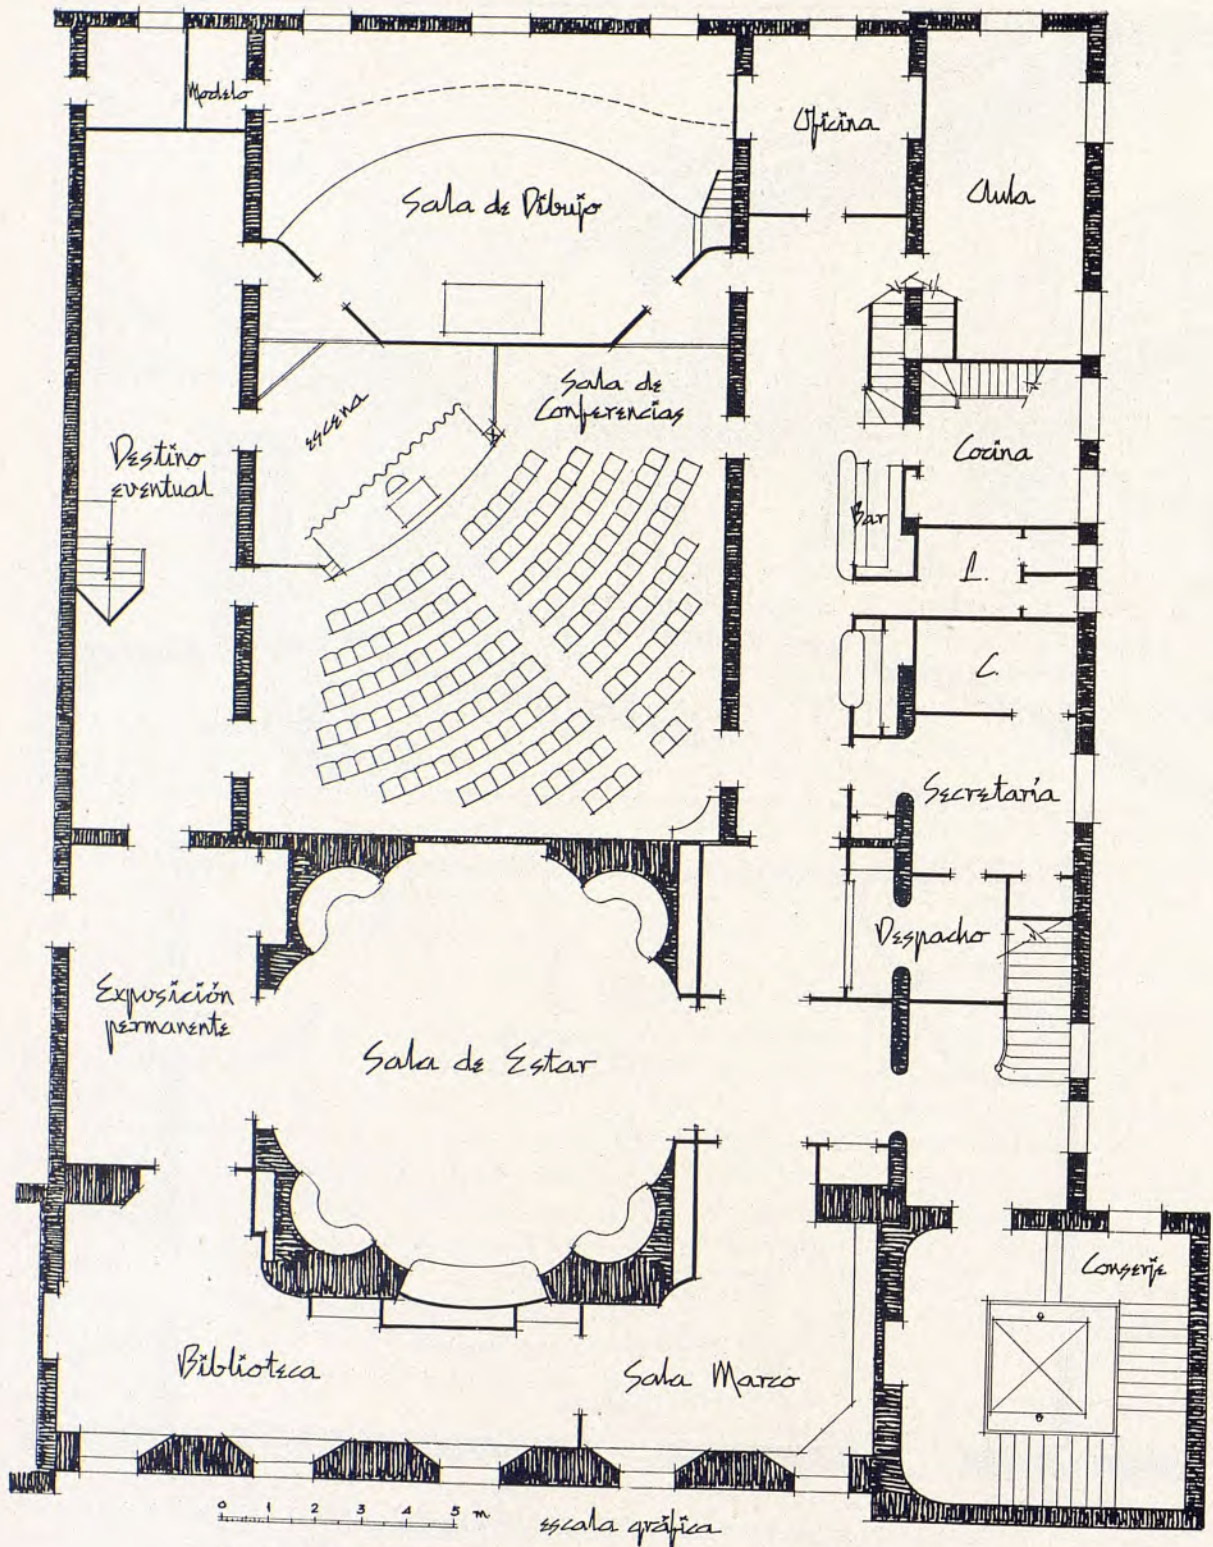 Modelo
Oficina
Aula
Sala de Dibujo
Sala de
Conferencias
escena
Destino
eventual
Cocina
Bar
L.
C.
Secretaría
Despacho
Exposición
permanente
Sala de Estar
Conserje
Biblioteca
Sala Marco
0 1 2 3 4 5 m
escala gráfica